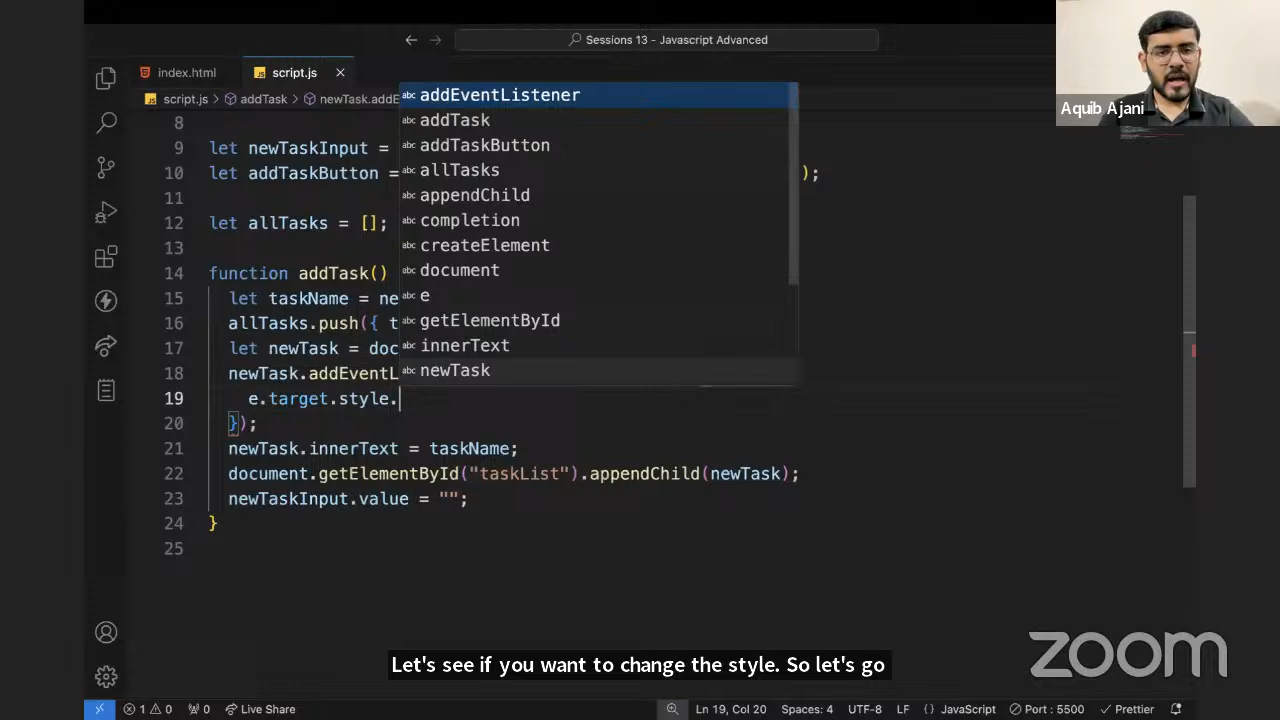 Sessions 13 - Javascript Advanced
index.html
script.js
script.js > addTask > newTask.addE
Aquib Ajani
addEventListener
addTask
addTaskButton
allTasks
appendChild
completion
createElement
document
e
getElementById
innerText
newTask
8
9 let newTaskInput =
10 let addTaskButton = );
11
12 let allTasks = [];
13
14 function addTask()
15 let taskName = ne
16 allTasks.push({ t
17 let newTask = doc
18 newTask.addEventL
19 e.target.style.
20 });
21 newTask.innerText = taskName;
22 document.getElementById("taskList").appendChild(newTask);
23 newTaskInput.value = "";
24 }
25
Let's see if you want to change the style. So let's go
zoom
1 0 0 Live Share Ln 19, Col 20 Spaces: 4 UTF-8 LF {} JavaScript Port : 5500 Prettier